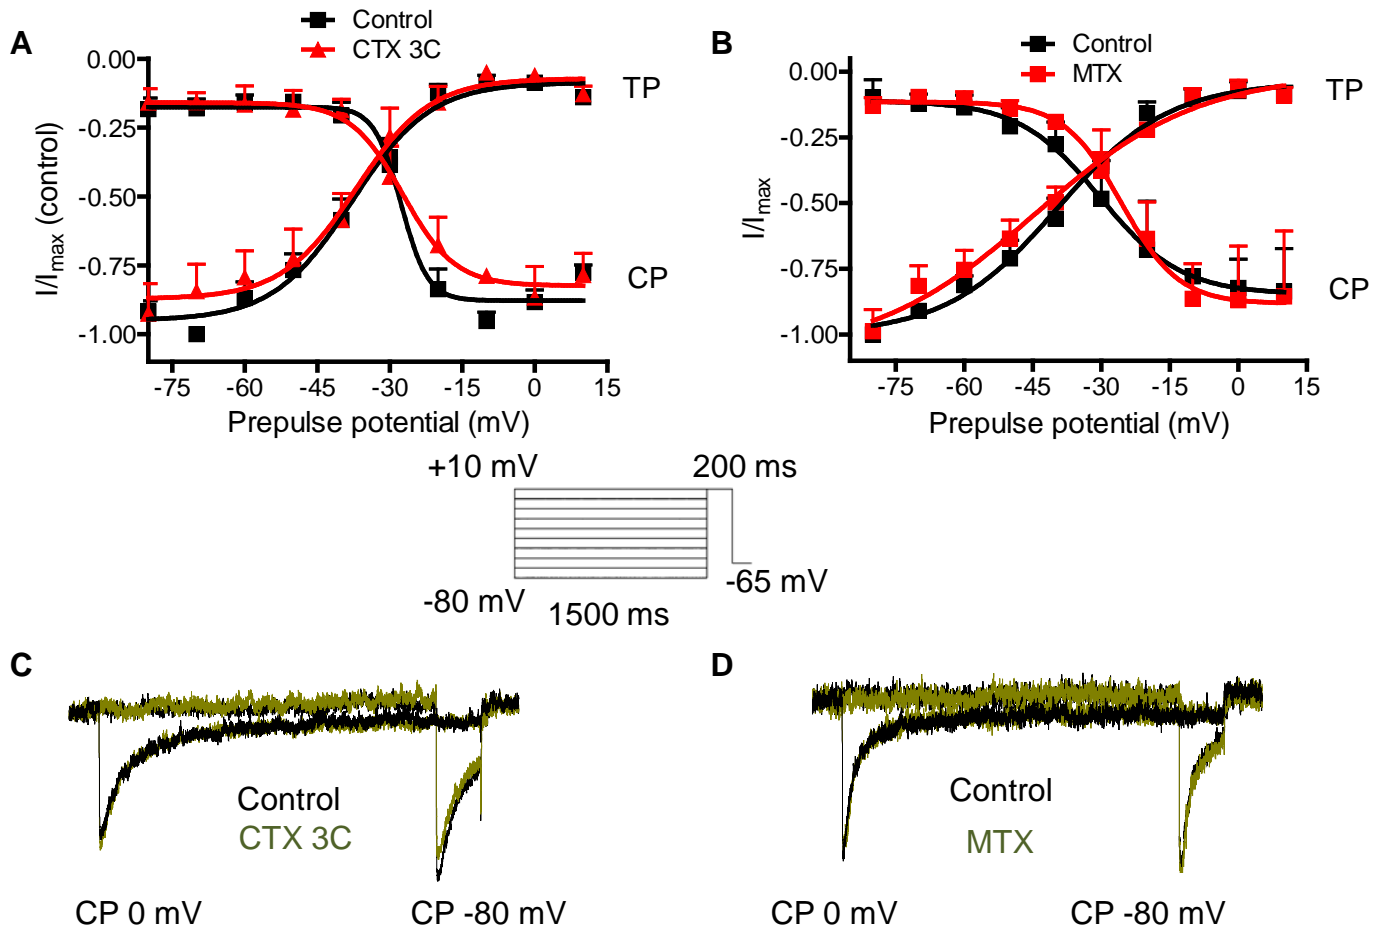 A
Control
CTX 3C
0.00
-0.25
-0.50
-0.75
-1.00
I/Imax (control)
TP
CP
-75 -60 -45 -30 -15 0 15
Prepulse potential (mV)
B
Control
MTX
0.00
-0.25
-0.50
-0.75
-1.00
I/Imax
TP
CP
-75 -60 -45 -30 -15 0 15
Prepulse potential (mV)
+10 mV 200 ms
-80 mV 1500 ms -65 mV
C
Control
CTX 3C
CP 0 mV CP -80 mV
D
Control
MTX
CP 0 mV CP -80 mV